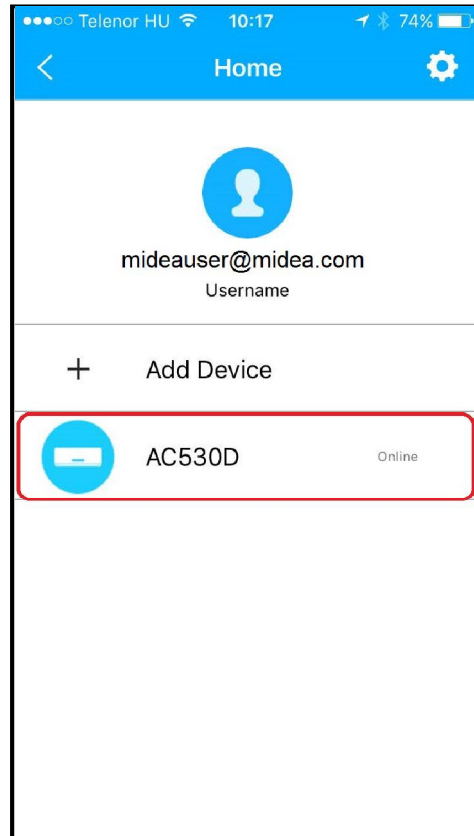 Telenor HU 10:17 74%
Home
mideauser@midea.com
Username
+ Add Device
AC530D Online